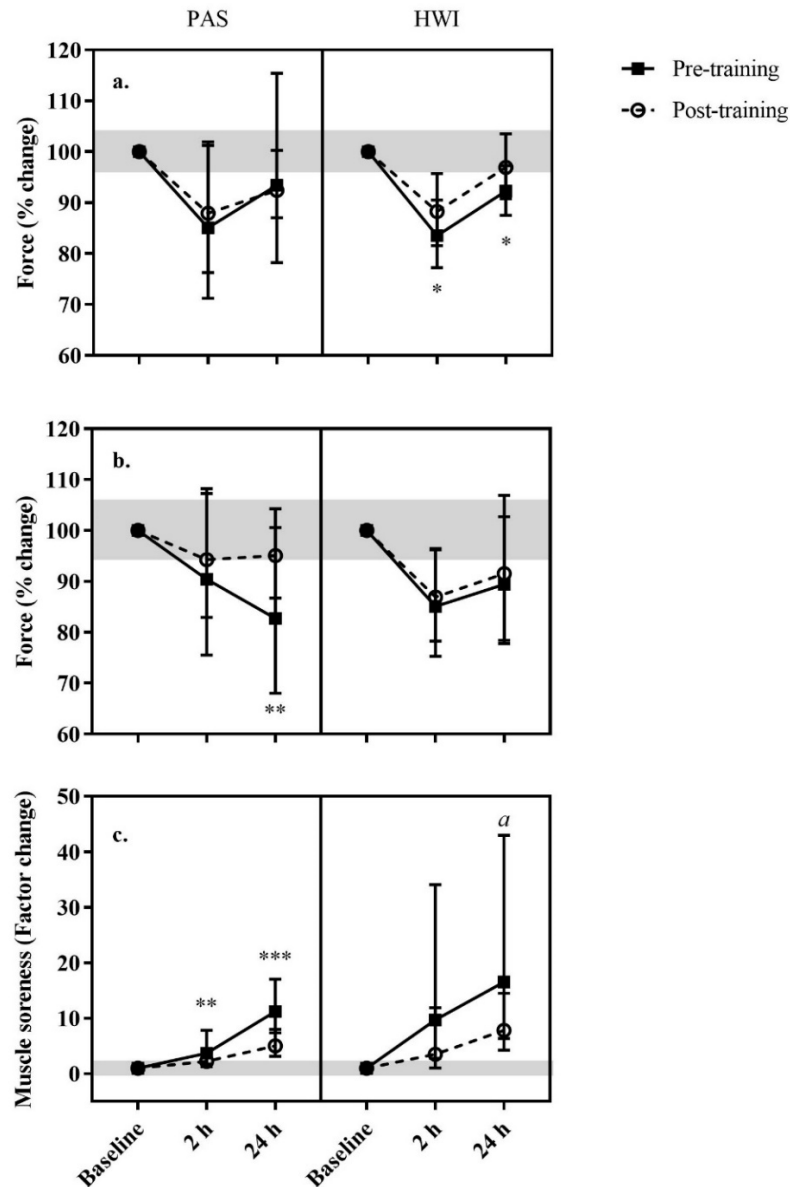 PAS HWI
Pre-training
Post-training
a.
Force (% change)
120
110
100
90
80
70
60
*
*
b.
Force (% change)
120
110
100
90
80
70
60
**
c.
Muscle soreness (Factor change)
50
40
30
20
10
0
**
***
a
Baseline 2 h 24 h Baseline 2 h 24 h